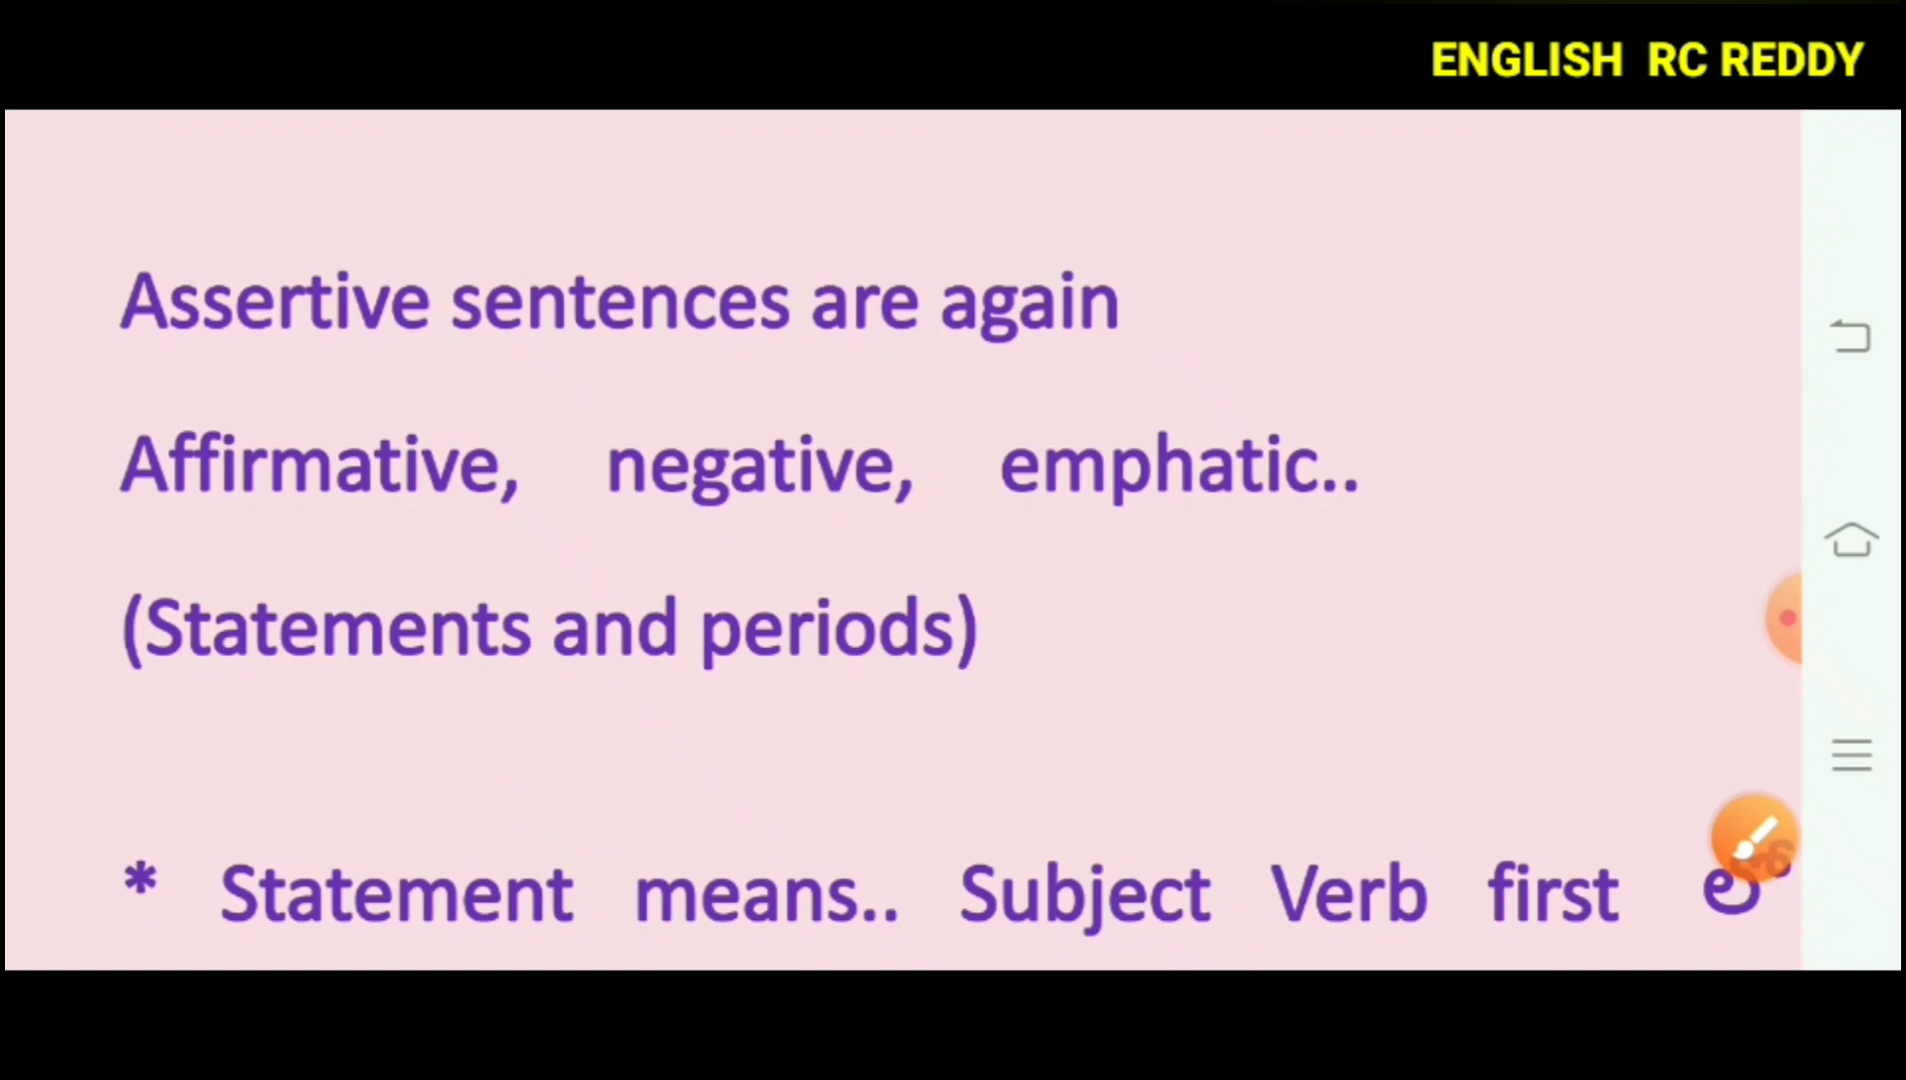 ENGLISH RC REDDY
Assertive sentences are again
Affirmative, negative, emphatic..
(Statements and periods)
* Statement means.. Subject Verb first